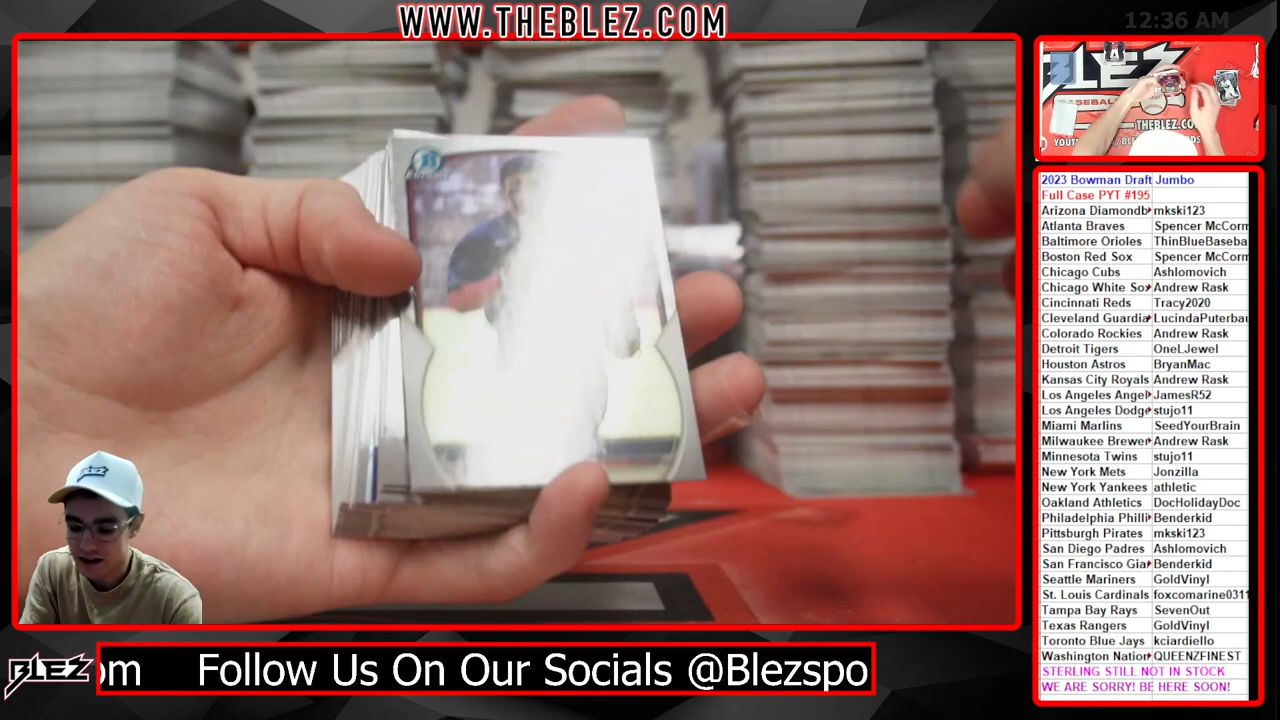 WWW.THEBLEZ.COM
12:36 AM
BLEZ
BASEBALL
THEBLEZ.CO
2023 Bowman Draft Jumbo
Full Case PYT #195
Arizona Diamondb mkski123
Atlanta Braves Spencer McCorm
Baltimore Orioles ThinBlueBaseba
Boston Red Sox Spencer McCorm
Chicago Cubs Ashlomovich
Chicago White Sox Andrew Rask
Cincinnati Reds Tracy2020
Cleveland Guardia LucindaPuterbau
Colorado Rockies Andrew Rask
Detroit Tigers OneLJewel
Houston Astros BryanMac
Kansas City Royals Andrew Rask
Los Angeles Angel JamesR52
Los Angeles Dodge stujo11
Miami Marlins SeedYourBrain
Milwaukee Brewer Andrew Rask
Minnesota Twins stujo11
New York Mets Jonzilla
New York Yankees athletic
Oakland Athletics DocHolidayDoc
Philadelphia Philli Benderkid
Pittsburgh Pirates mkski123
San Diego Padres Ashlomovich
San Francisco Gia Benderkid
Seattle Mariners GoldVinyl
St. Louis Cardinals foxcomarine0311
Tampa Bay Rays SevenOut
Texas Rangers GoldVinyl
Toronto Blue Jays kciardiello
Washington Nation QUEENZFINEST
STERLING STILL NOT IN STOCK
WE ARE SORRY! BE HERE SOON!
BLEZ
om Follow Us On Our Socials @Blezspo